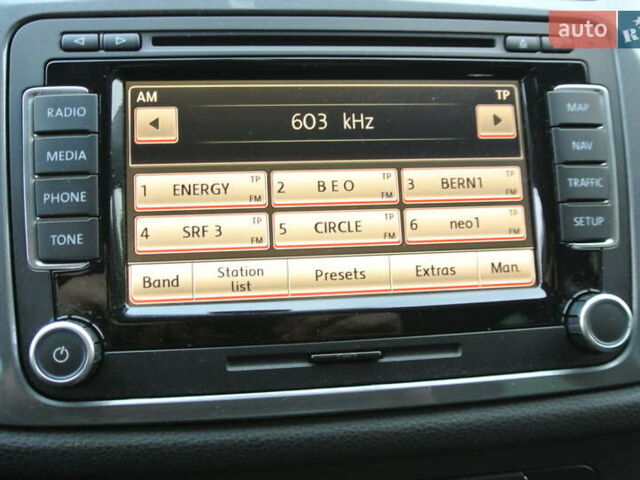 auto
AM
TP
603 kHz
RADIO
MEDIA
PHONE
TONE
MAP
NAV
TRAFFIC
SETUP
1 ENERGY TP FM
2 BEO TP FM
3 BERN1 TP FM
4 SRF 3 TP FM
5 CIRCLE TP FM
6 neo1 FM
Band
Station list
Presets
Extras
Man.